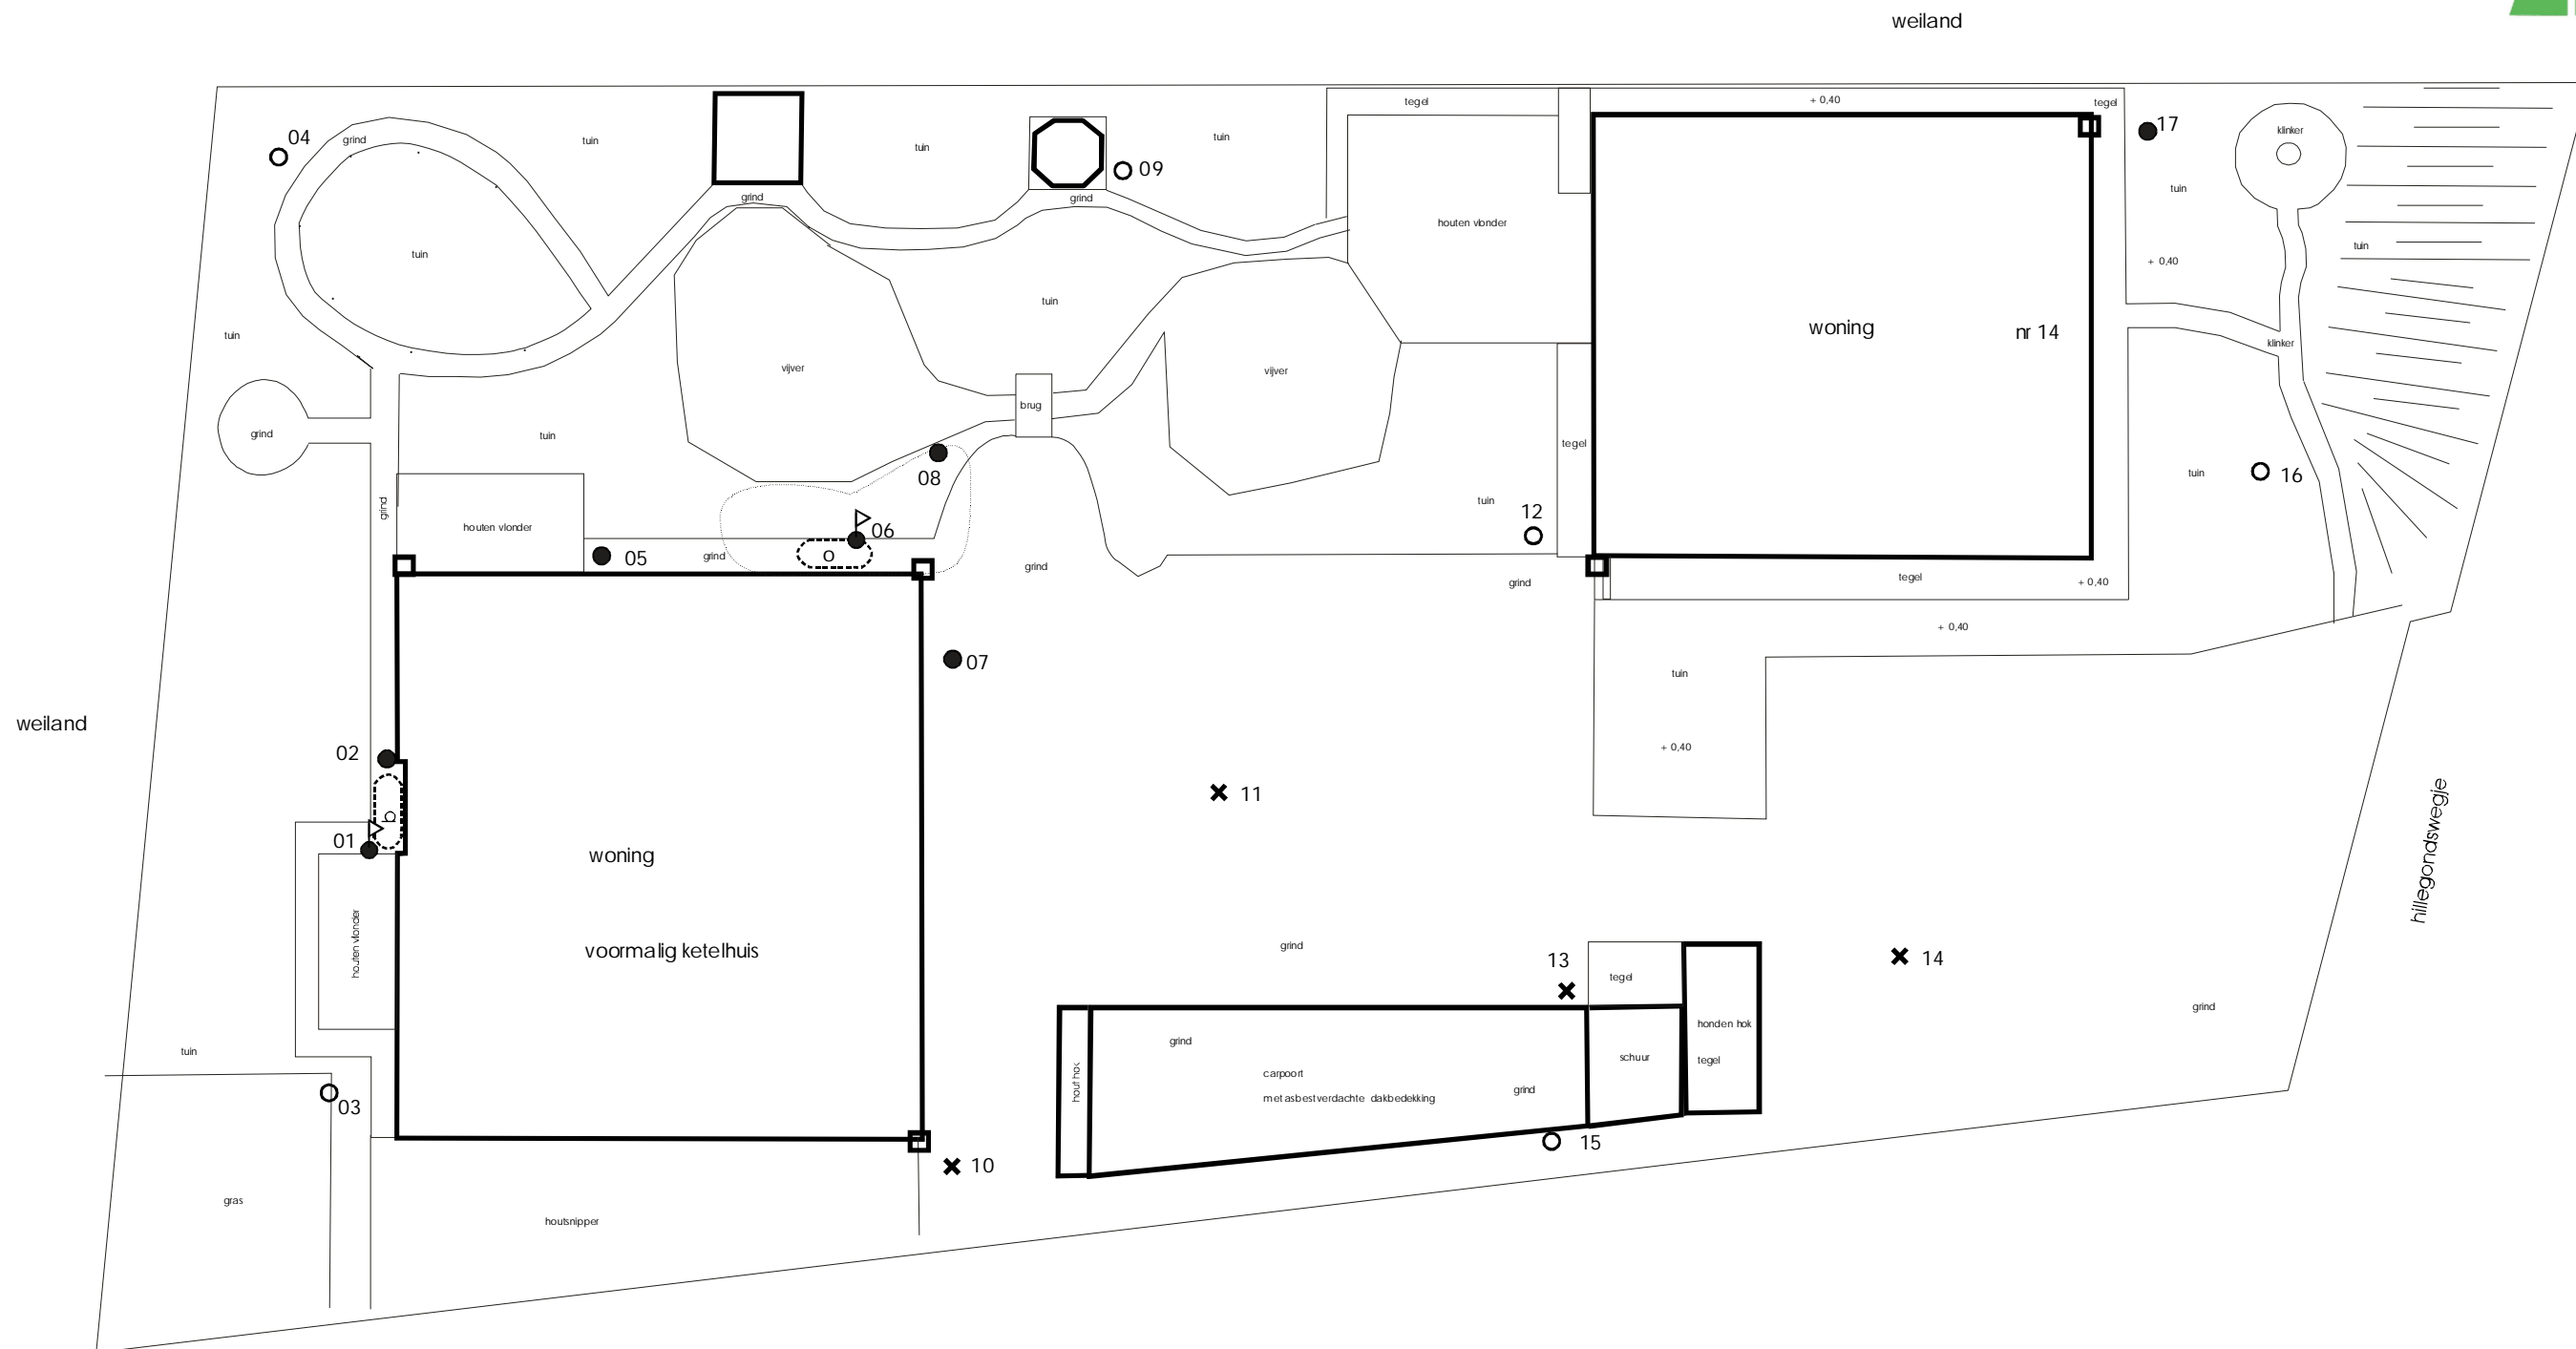 weiland
tegel
+ 0,40
tegel
04
grind
tuin
tuin
tuin
09
17
klinker
grind
grind
tuin
houten vlonder
tuin
tuin
+ 0,40
tuin
tuin
woning
nr 14
klinker
vijver
vijver
brug
grind
tuin
tegel
08
tuin
12
tuin
16
grind
houten vlonder
06
o
05
grind
grind
grind
tegel
+ 0,40
+ 0,40
07
tuin
weiland
+ 0,40
02
11
o
01
hillegondswegje
woning
voormalig ketelhuis
houten vlonder
grind
13
tegel
14
grind
honden hok
tegel
grind
tuin
hout hok
carpoort
met asbestverdachte dakbedekking
grind
schuur
03
15
10
gras
houtsnipper